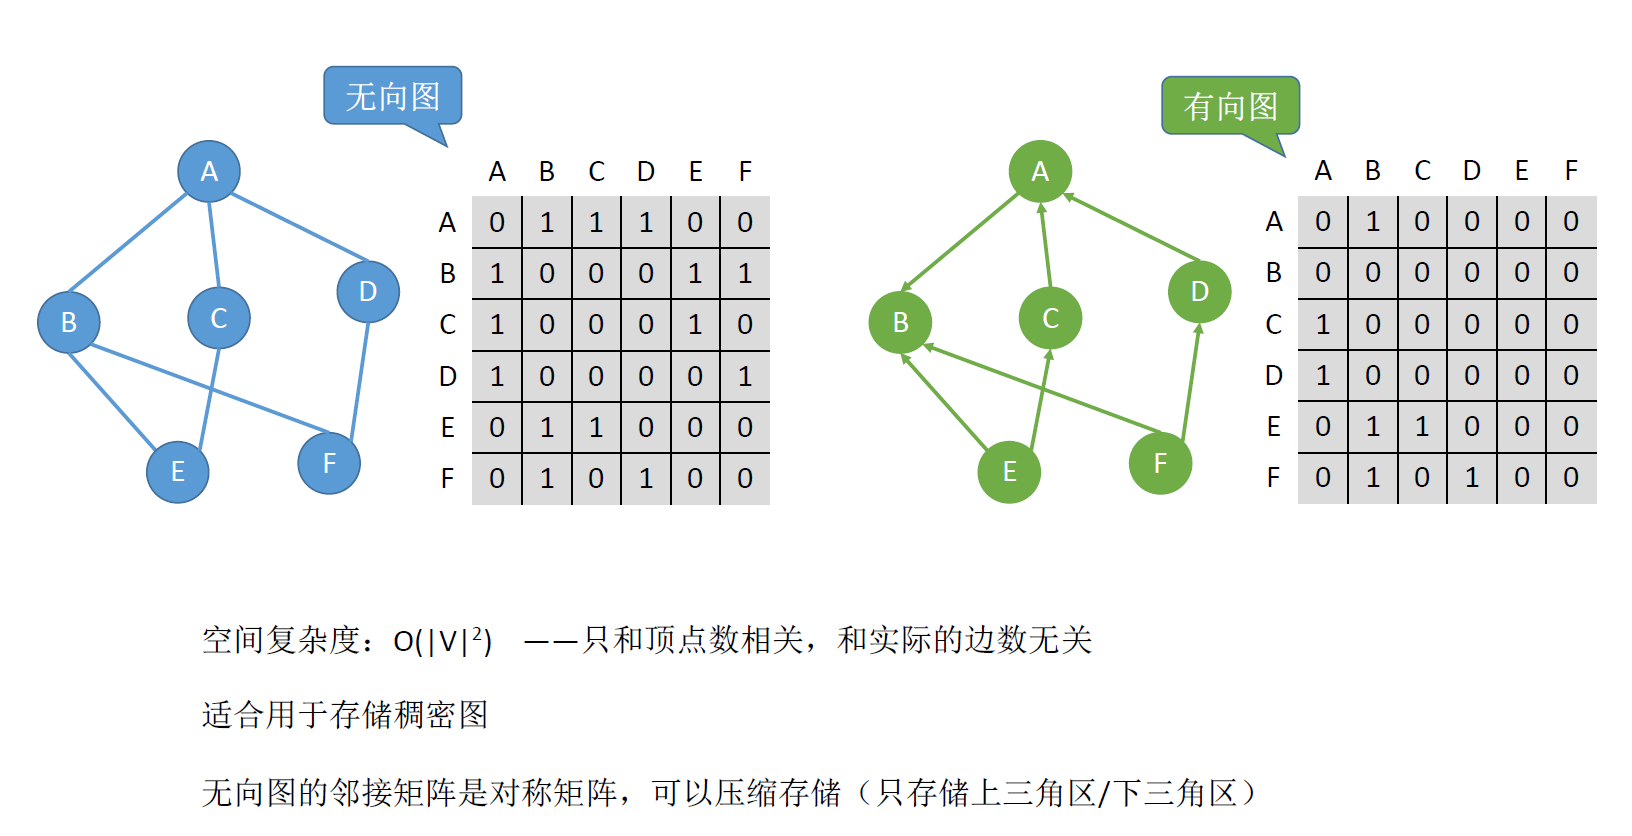 无向图
有向图
A
B
C
D
E
F
A B C D E F
A 0 1 1 1 0 0
B 1 0 0 0 1 1
C 1 0 0 0 1 0
D 1 0 0 0 0 1
E 0 1 1 0 0 0
F 0 1 0 1 0 0
A
B
C
D
E
F
A B C D E F
A 0 1 0 0 0 0
B 0 0 0 0 0 0
C 1 0 0 0 0 0
D 1 0 0 0 0 0
E 0 1 1 0 0 0
F 0 1 0 1 0 0
空间复杂度：O(|V|²) ——只和顶点数相关，和实际的边数无关
适合用于存储稠密图
无向图的邻接矩阵是对称矩阵，可以压缩存储（只存储上三角区/下三角区）